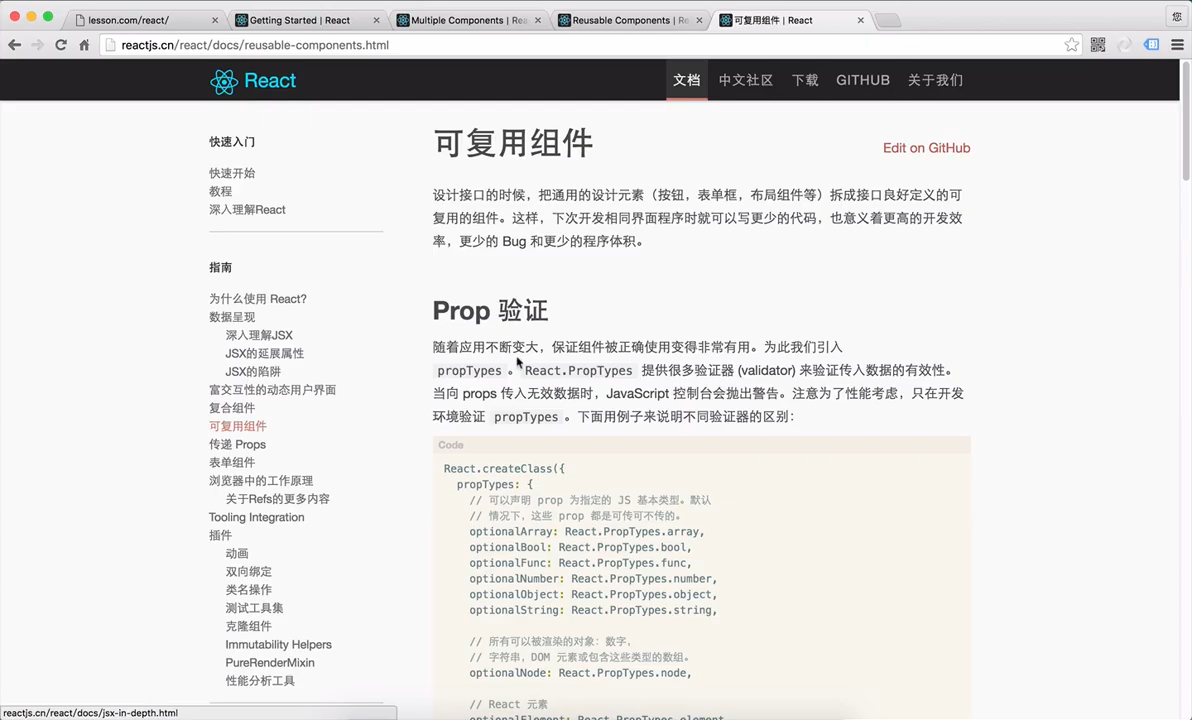 lesson.com/react/
Getting Started | React
Multiple Components | Rea
Reusable Components | Re
可复用组件 | React
您
reactjs.cn/react/docs/reusable-components.html
React
文档
中文社区
下载
GITHUB
关于我们
快速入门
快速开始
教程
深入理解React
指南
为什么使用 React?
数据呈现
深入理解JSX
JSX的延展属性
JSX的陷阱
富交互性的动态用户界面
复合组件
可复用组件
传递 Props
表单组件
浏览器中的工作原理
关于Refs的更多内容
Tooling Integration
插件
动画
双向绑定
类名操作
测试工具集
克隆组件
Immutability Helpers
PureRenderMixin
性能分析工具
可复用组件
Edit on GitHub
设计接口的时候，把通用的设计元素（按钮，表单框，布局组件等）拆成接口良好定义的可
复用的组件。这样，下次开发相同界面程序时就可以写更少的代码，也意义着更高的开发效
率，更少的 Bug 和更少的程序体积。
Prop 验证
随着应用不断变大，保证组件被正确使用变得非常有用。为此我们引入
propTypes 。React.PropTypes 提供很多验证器 (validator) 来验证传入数据的有效性。
当向 props 传入无效数据时，JavaScript 控制台会抛出警告。注意为了性能考虑，只在开发
环境验证 propTypes 。下面用例子来说明不同验证器的区别：
Code
React.createClass({
propTypes: {
// 可以声明 prop 为指定的 JS 基本类型。默认
// 情况下，这些 prop 都是可传可不传的。
optionalArray: React.PropTypes.array,
optionalBool: React.PropTypes.bool,
optionalFunc: React.PropTypes.func,
optionalNumber: React.PropTypes.number,
optionalObject: React.PropTypes.object,
optionalString: React.PropTypes.string,
// 所有可以被渲染的对象：数字，
// 字符串，DOM 元素或包含这些类型的数组。
optionalNode: React.PropTypes.node,
// React 元素
optionalElement: React.PropTypes.element
reactjs.cn/react/docs/jsx-in-depth.html